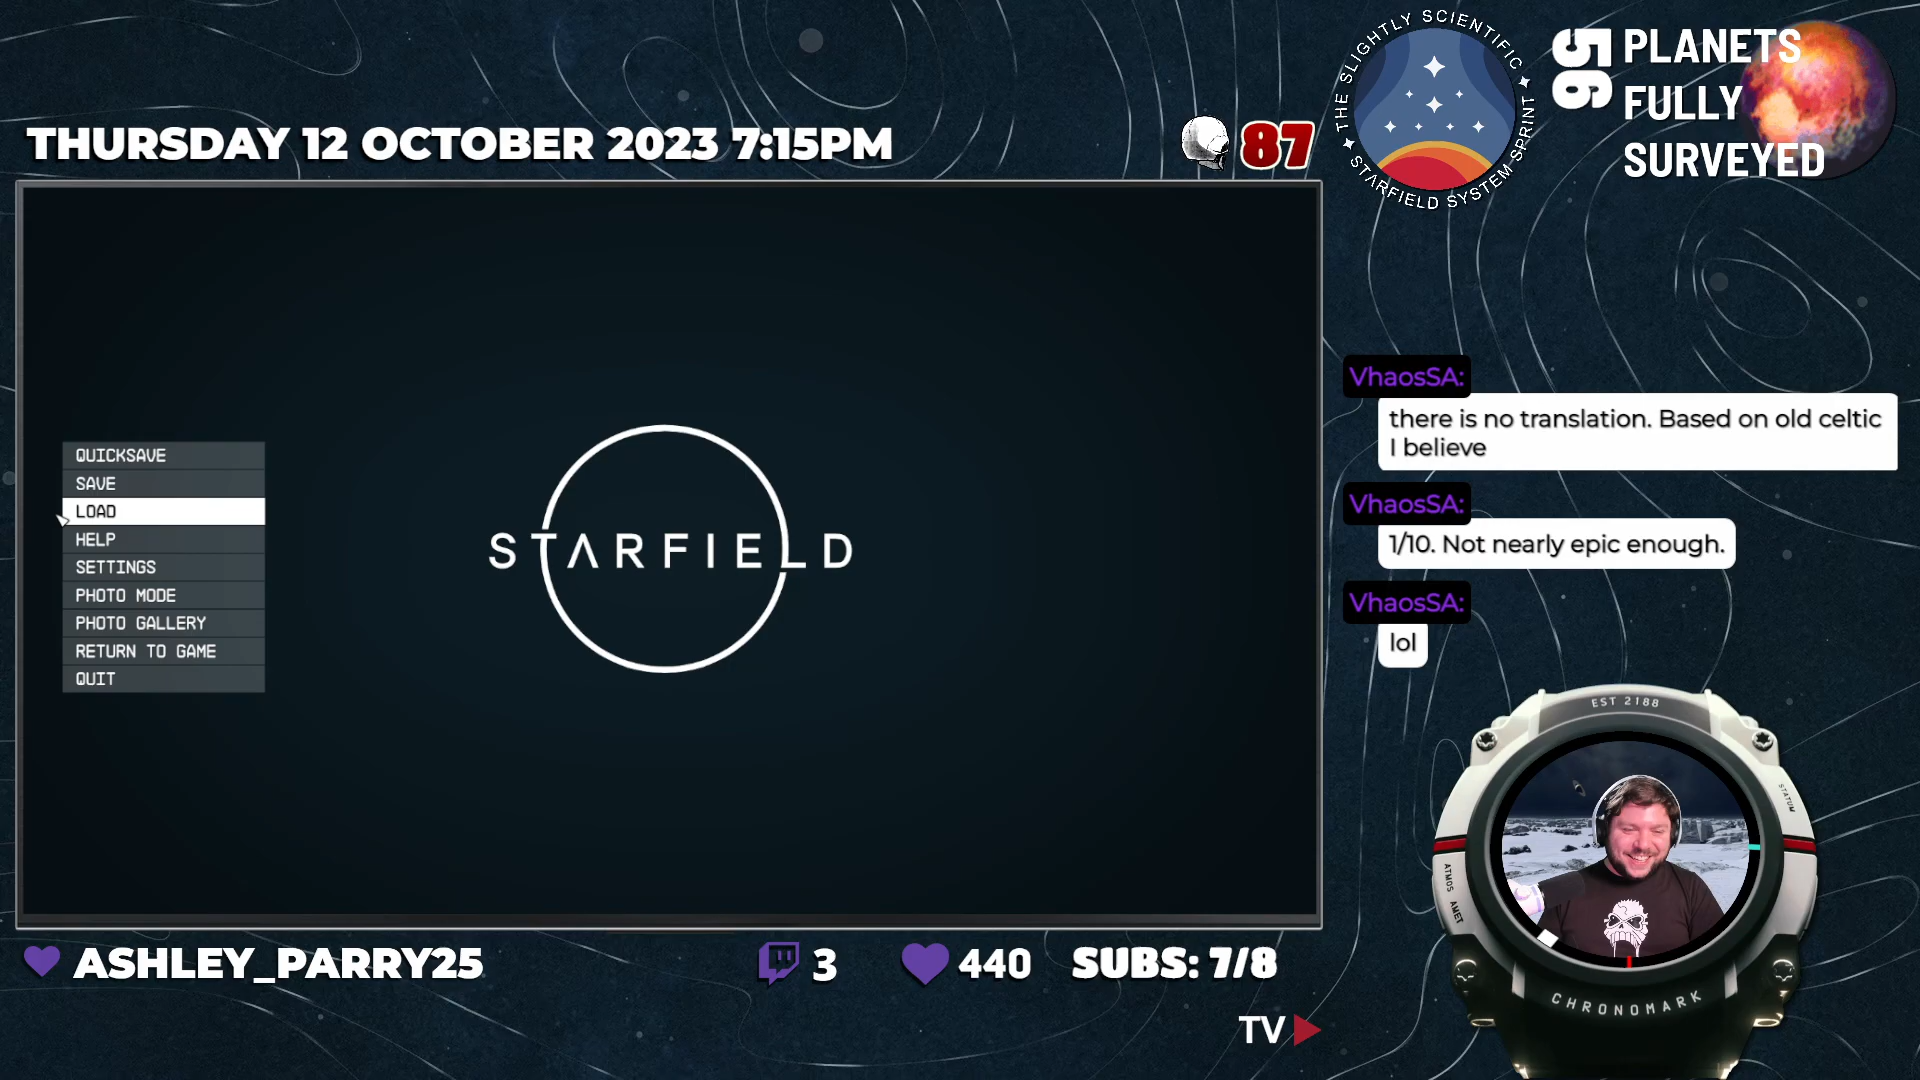 THE SLIGHTLY SCIENTIFIC
STARFIELD SYSTEM SPRINT
56
PLANETS
FULLY
SURVEYED
THURSDAY 12 OCTOBER 2023 7:15PM
87
QUICKSAVE
SAVE
LOAD
HELP
SETTINGS
PHOTO MODE
PHOTO GALLERY
RETURN TO GAME
QUIT
STARFIELD
VhaosSA:
there is no translation. Based on old celtic
I believe
VhaosSA:
1/10. Not nearly epic enough.
VhaosSA:
lol
EST 2188
STATUM
ATMOS AMET
CHRONOMARK
ASHLEY_PARRY25
3
440
SUBS: 7/8
TV